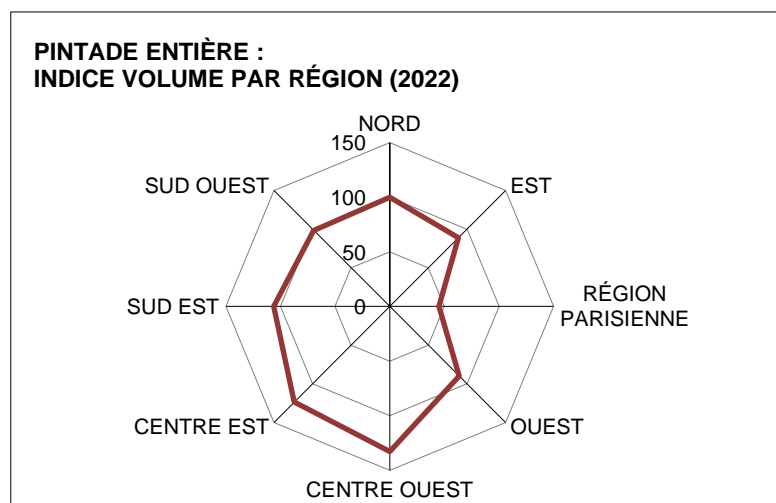 PINTADE ENTIÈRE :
INDICE VOLUME PAR RÉGION (2022)
NORD
150
SUD OUEST
EST
100
50
SUD EST
0
RÉGION
PARISIENNE
CENTRE EST
OUEST
CENTRE OUEST